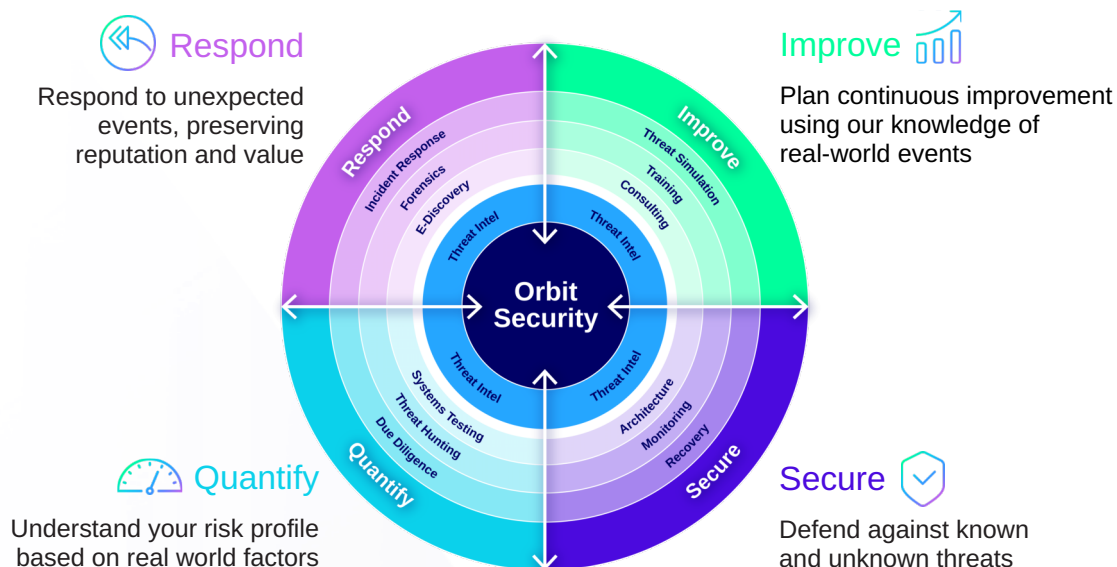 Respond
Respond to unexpected
events, preserving
reputation and value
Improve
Plan continuous improvement
using our knowledge of
real-world events
Respond
Incident Response
Forensics
E-Discovery
Threat Intel
Improve
Threat Simulation
Training
Consulting
Threat Intel
Orbit
Security
Threat Intel
Systems Testing
Threat Hunting
Due Diligence
Quantify
Threat Intel
Architecture
Monitoring
Recovery
Secure
Quantify
Understand your risk profile
based on real world factors
Secure
Defend against known
and unknown threats